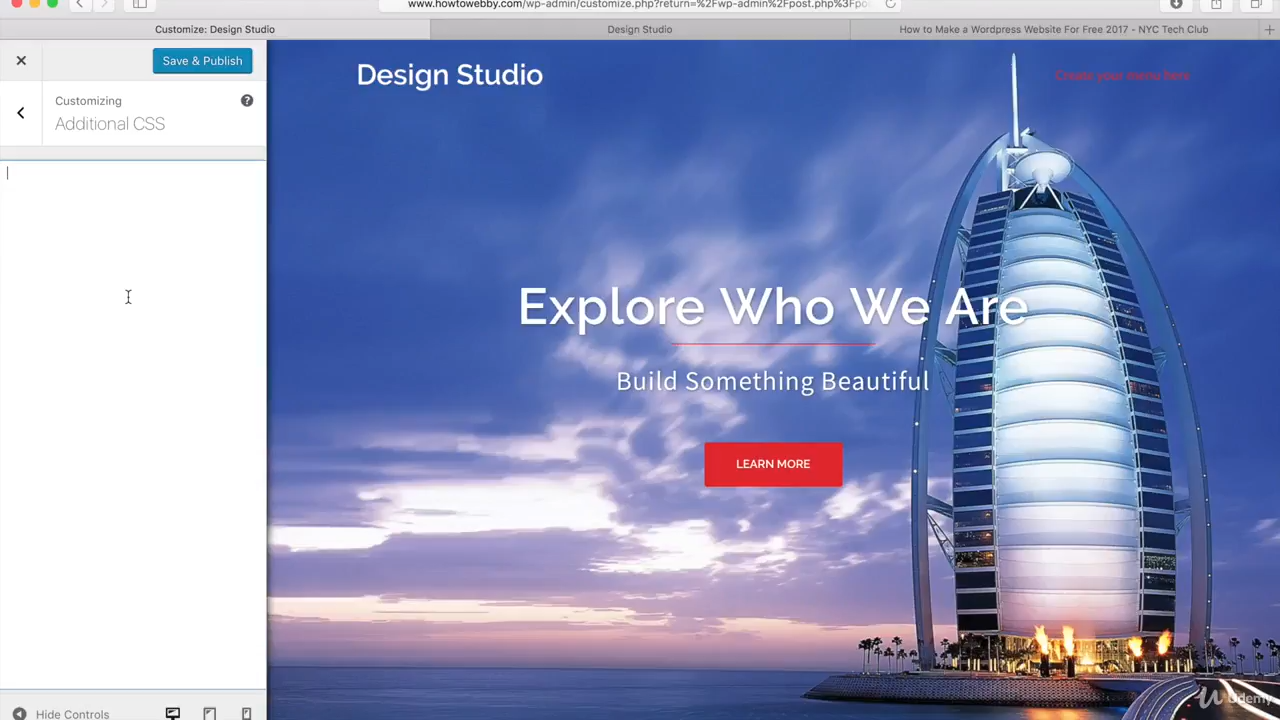 www.howtowebby.com/wp-admin/customize.php?return=%2Fwp-admin%2Fpost.php%3Fpo
Customize: Design Studio
Design Studio
How to Make a Wordpress Website For Free 2017 - NYC Tech Club
Save & Publish
Customizing
Additional CSS
Design Studio
Create your menu here
Explore Who We Are
Build Something Beautiful
LEARN MORE
Hide Controls
Udemy